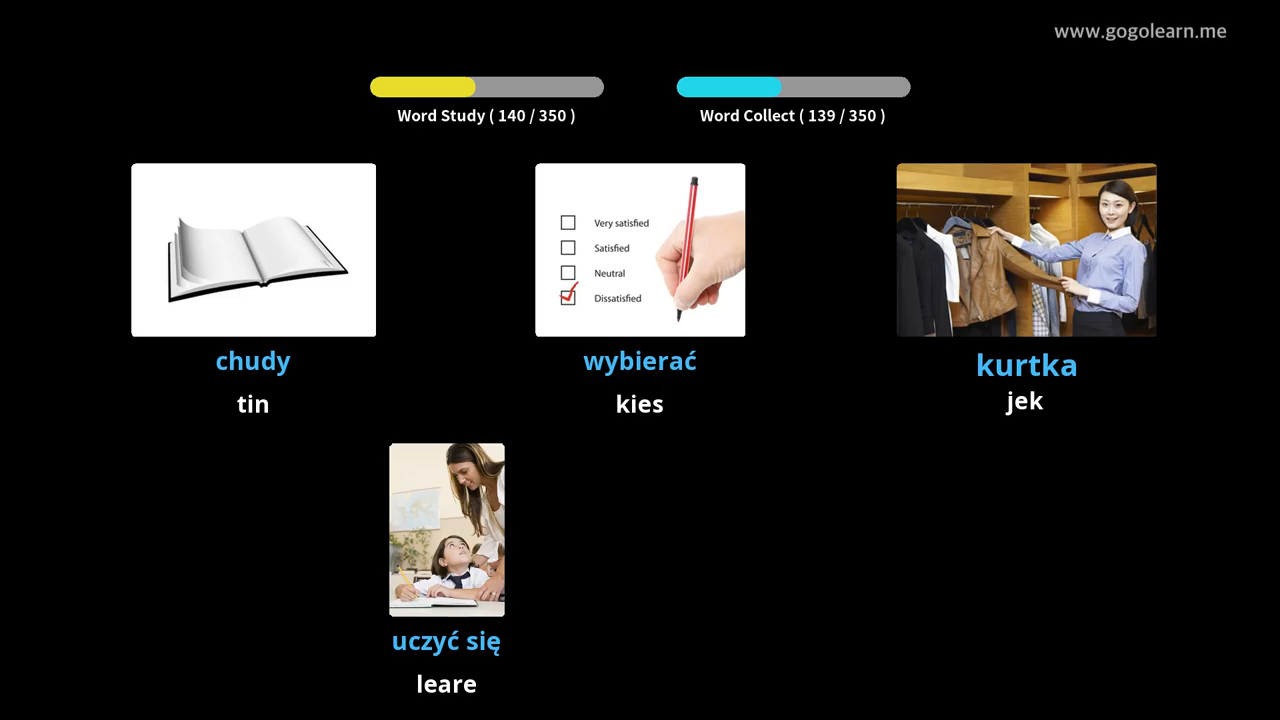 www.gogolearn.me
Word Study ( 140 / 350 )
Word Collect ( 139 / 350 )
Very satisfied
Satisfied
Neutral
Dissatisfied
chudy
tin
wybierać
kies
kurtka
jek
uczyć się
leare